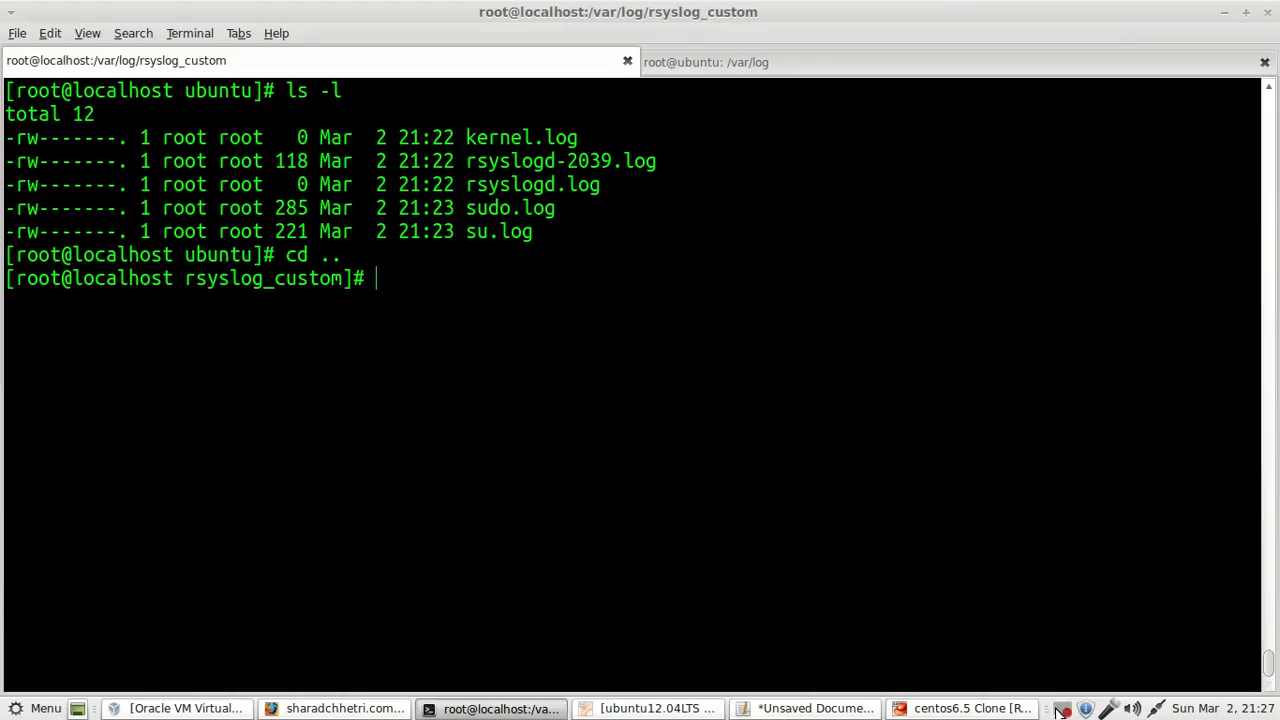 root@localhost:/var/log/rsyslog_custom
File Edit View Search Terminal Tabs Help
root@localhost:/var/log/rsyslog_custom root@ubuntu: /var/log
[root@localhost ubuntu]# ls -l
total 12
-rw-------. 1 root root   0 Mar  2 21:22 kernel.log
-rw-------. 1 root root 118 Mar  2 21:22 rsyslogd-2039.log
-rw-------. 1 root root   0 Mar  2 21:22 rsyslogd.log
-rw-------. 1 root root 285 Mar  2 21:23 sudo.log
-rw-------. 1 root root 221 Mar  2 21:23 su.log
[root@localhost ubuntu]# cd ..
[root@localhost rsyslog_custom]#
Menu [Oracle VM Virtual... sharadchhetri.com... root@localhost:/va... [ubuntu12.04LTS ... *Unsaved Docume... centos6.5 Clone [R... Sun Mar 2, 21:27